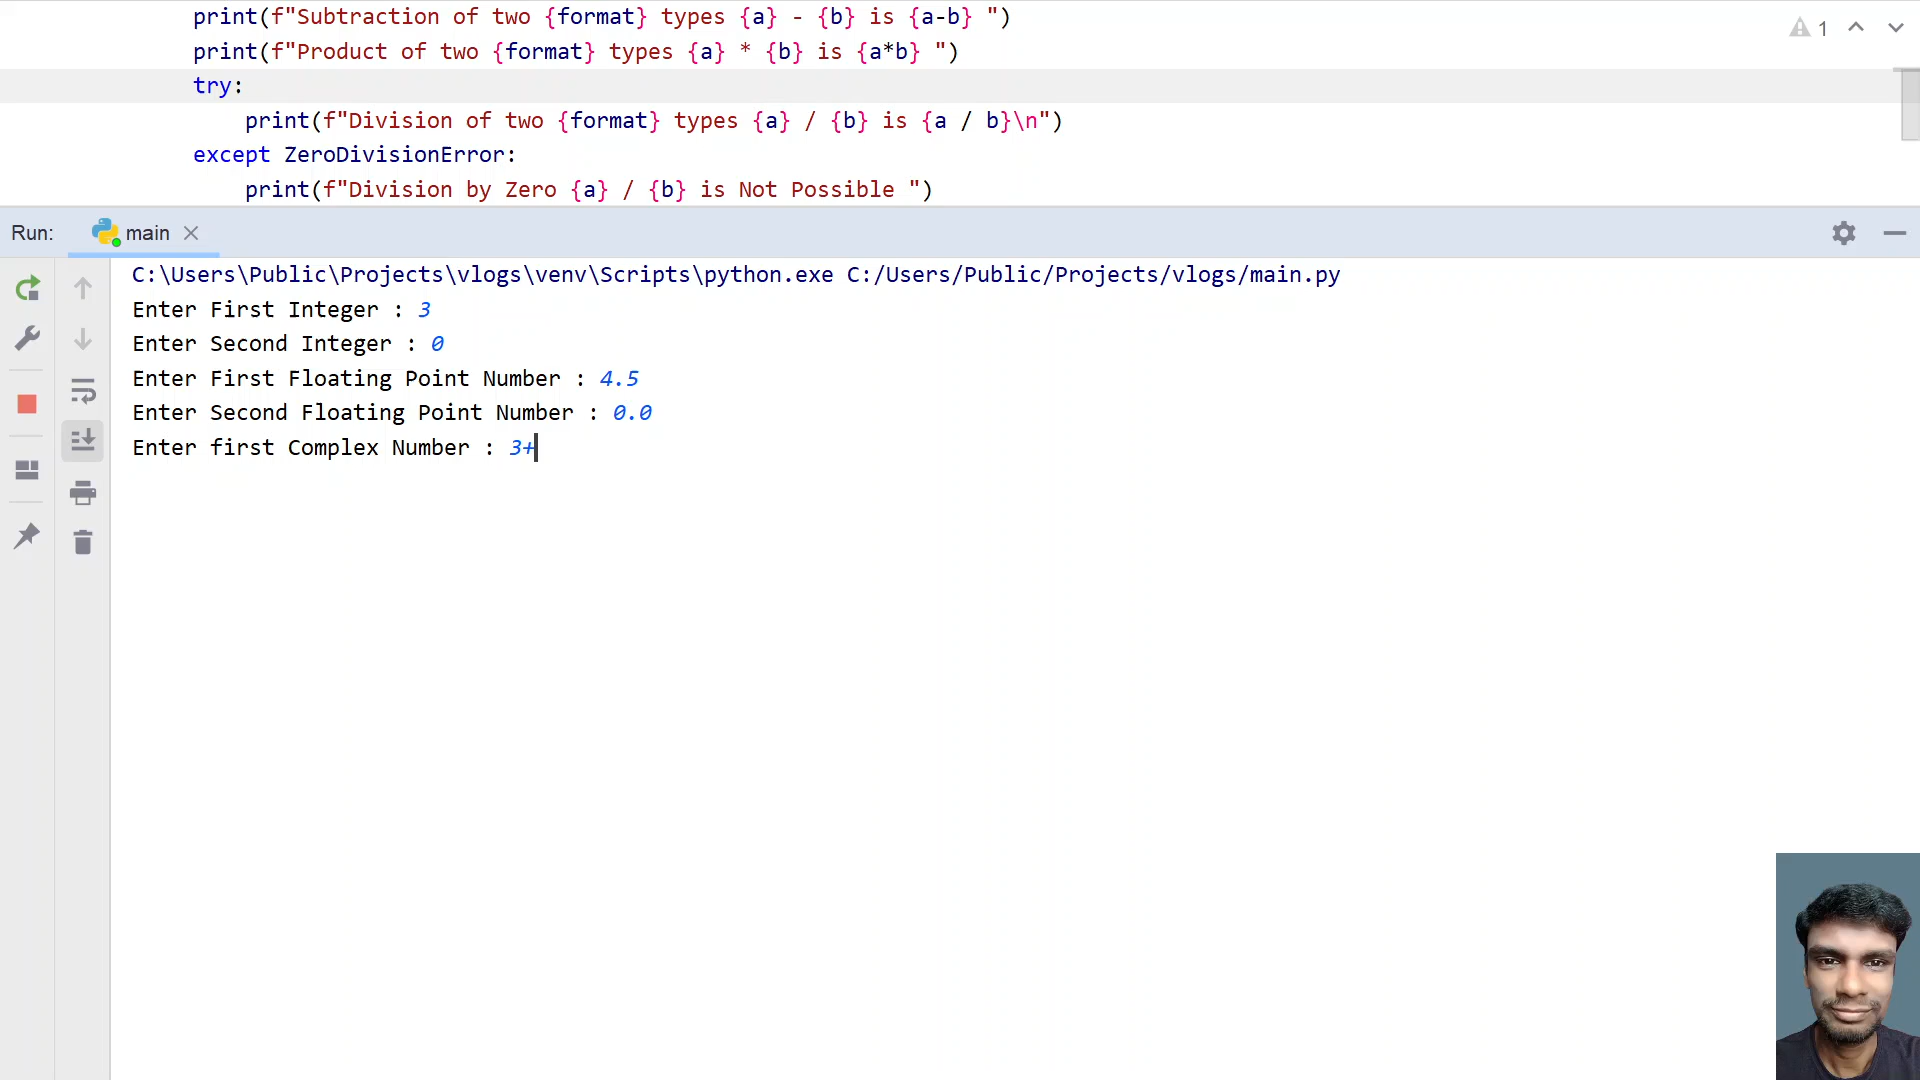 print(f"Subtraction of two {format} types {a} - {b} is {a-b} ")
print(f"Product of two {format} types {a} * {b} is {a*b} ")
try:
print(f"Division of two {format} types {a} / {b} is {a / b}\n")
except ZeroDivisionError:
print(f"Division by Zero {a} / {b} is Not Possible ")
1
Run: main
C:\Users\Public\Projects\vlogs\venv\Scripts\python.exe C:/Users/Public/Projects/vlogs/main.py
Enter First Integer : 3
Enter Second Integer : 0
Enter First Floating Point Number : 4.5
Enter Second Floating Point Number : 0.0
Enter first Complex Number : 3+